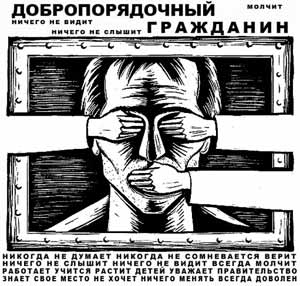 ДОБРОПОРЯДОЧНЫЙ МОЛЧИТ
НИЧЕГО НЕ ВИДИТ
НИЧЕГО НЕ СЛЫШИТ ГРАЖДАНИН
НИКОГДА НЕ ДУМАЕТ НИКОГДА НЕ СОМНЕВАЕТСЯ ВЕРИТ
НИЧЕГО НЕ СЛЫШИТ НИЧЕГО НЕ ВИДИТ ВСЕГДА МОЛЧИТ
РАБОТАЕТ УЧИТСЯ РАСТИТ ДЕТЕЙ УВАЖАЕТ ПРАВИТЕЛЬСТВО
ЗНАЕТ СВОЕ МЕСТО НЕ ХОЧЕТ НИЧЕГО МЕНЯТЬ ВСЕГДА ДОВОЛЕН